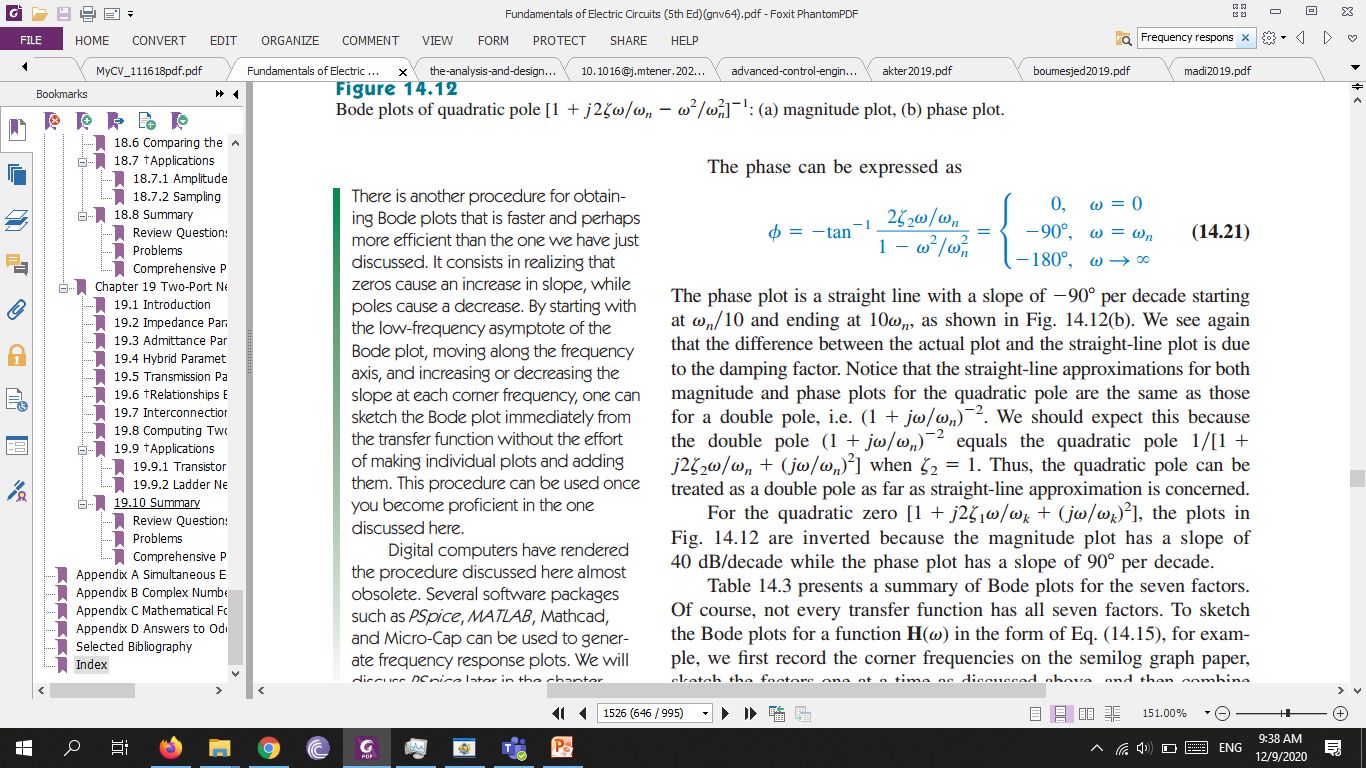 Fundamentals of Electric Circuits (5th Ed)(gnv64).pdf - Foxit PhantomPDF
FILE HOME CONVERT EDIT ORGANIZE COMMENT VIEW FORM PROTECT SHARE HELP
Frequency respons
MyCV_111618pdf.pdf
Fundamentals of Electric ...
the-analysis-and-design...
10.1016@j.mtener.202...
advanced-control-engin...
akter2019.pdf
boumesjed2019.pdf
madi2019.pdf
Bookmarks
18.6 Comparing the
18.7 †Applications
18.7.1 Amplitude
18.7.2 Sampling
18.8 Summary
Review Question
Problems
Comprehensive P
Chapter 19 Two-Port Ne
19.1 Introduction
19.2 Impedance Par
19.3 Admittance Par
19.4 Hybrid Paramet
19.5 Transmission Pa
19.6 †Relationships B
19.7 Interconnection
19.8 Computing Two
19.9 †Applications
19.9.1 Transistor
19.9.2 Ladder Ne
19.10 Summary
Review Question
Problems
Comprehensive P
Appendix A Simultaneous E
Appendix B Complex Numbe
Appendix C Mathematical Fo
Appendix D Answers to Odd
Selected Bibliography
Index
Figure 14.12
Bode plots of quadratic pole [1 + j2ζω/ωₙ − ω²/ωₙ²]⁻¹: (a) magnitude plot, (b) phase plot.
There is another procedure for obtain-
ing Bode plots that is faster and perhaps
more efficient than the one we have just
discussed. It consists in realizing that
zeros cause an increase in slope, while
poles cause a decrease. By starting with
the low-frequency asymptote of the
Bode plot, moving along the frequency
axis, and increasing or decreasing the
slope at each corner frequency, one can
sketch the Bode plot immediately from
the transfer function without the effort
of making individual plots and adding
them. This procedure can be used once
you become proficient in the one
discussed here.
Digital computers have rendered
the procedure discussed here almost
obsolete. Several software packages
such as PSpice, MATLAB, Mathcad,
and Micro-Cap can be used to gener-
ate frequency response plots. We will
discuss PSpice later in the chapter.
The phase can be expressed as
ϕ = −tan⁻¹ (2ζ₂ω/ωₙ)/(1 − ω²/ωₙ²) = { 0, ω = 0
−90°, ω = ωₙ (14.21)
−180°, ω → ∞
The phase plot is a straight line with a slope of −90° per decade starting
at ωₙ/10 and ending at 10ωₙ, as shown in Fig. 14.12(b). We see again
that the difference between the actual plot and the straight-line plot is due
to the damping factor. Notice that the straight-line approximations for both
magnitude and phase plots for the quadratic pole are the same as those
for a double pole, i.e. (1 + jω/ωₙ)⁻². We should expect this because
the double pole (1 + jω/ωₙ)⁻² equals the quadratic pole 1/[1 +
j2ζ₂ω/ωₙ + (jω/ωₙ)²] when ζ₂ = 1. Thus, the quadratic pole can be
treated as a double pole as far as straight-line approximation is concerned.
For the quadratic zero [1 + j2ζ₁ω/ωₖ + (jω/ωₖ)²], the plots in
Fig. 14.12 are inverted because the magnitude plot has a slope of
40 dB/decade while the phase plot has a slope of 90° per decade.
Table 14.3 presents a summary of Bode plots for the seven factors.
Of course, not every transfer function has all seven factors. To sketch
the Bode plots for a function H(ω) in the form of Eq. (14.15), for exam-
ple, we first record the corner frequencies on the semilog graph paper,
sketch the factors one at a time as discussed above, and then combine
1526 (646 / 995)
151.00%
ENG
9:38 AM
12/9/2020